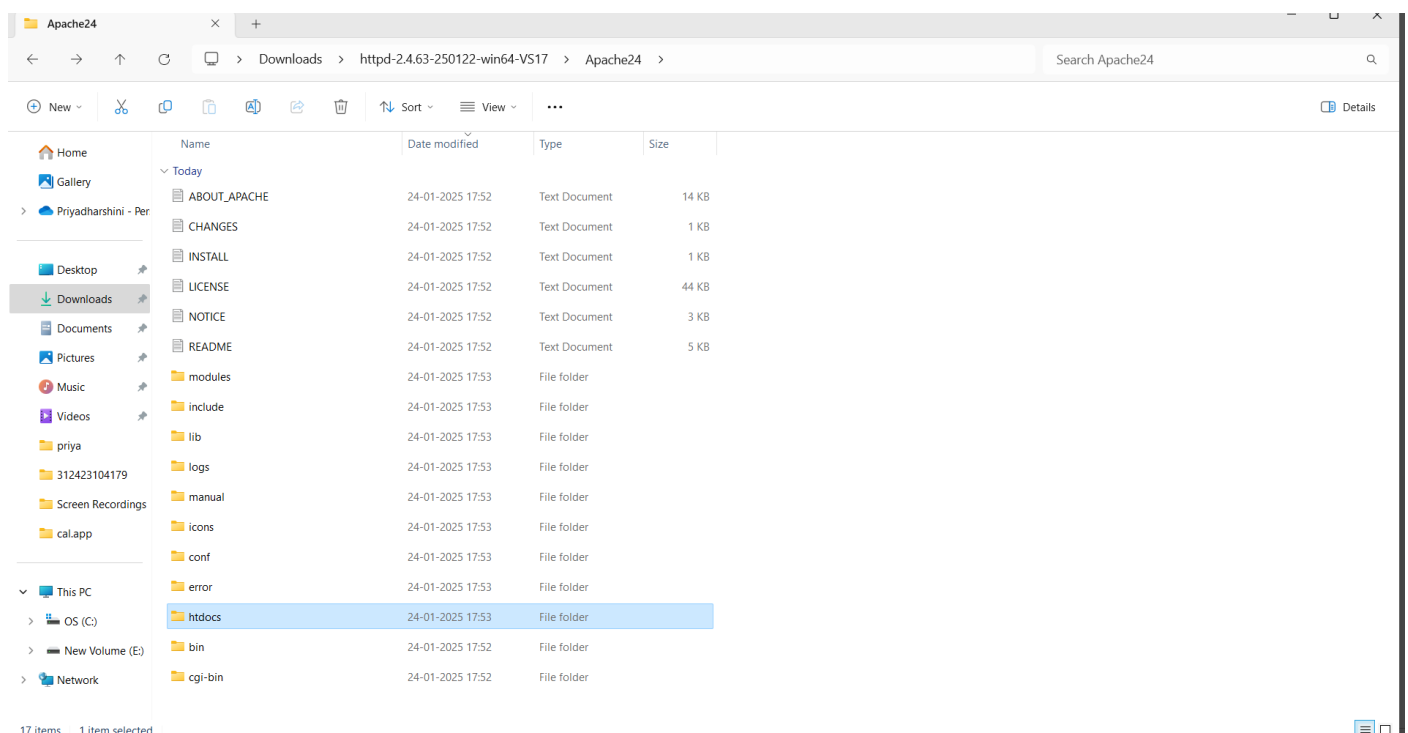 Apache24
Downloads > httpd-2.4.63-250122-win64-VS17 > Apache24 >
Search Apache24
New
Sort
View
Details
Home
Gallery
Priyadharshini - Per
Desktop
Downloads
Documents
Pictures
Music
Videos
priya
312423104179
Screen Recordings
cal.app
This PC
OS (C:)
New Volume (E:)
Network
Name Date modified Type Size
Today
ABOUT_APACHE 24-01-2025 17:52 Text Document 14 KB
CHANGES 24-01-2025 17:52 Text Document 1 KB
INSTALL 24-01-2025 17:52 Text Document 1 KB
LICENSE 24-01-2025 17:52 Text Document 44 KB
NOTICE 24-01-2025 17:52 Text Document 3 KB
README 24-01-2025 17:52 Text Document 5 KB
modules 24-01-2025 17:53 File folder
include 24-01-2025 17:53 File folder
lib 24-01-2025 17:53 File folder
logs 24-01-2025 17:53 File folder
manual 24-01-2025 17:53 File folder
icons 24-01-2025 17:53 File folder
conf 24-01-2025 17:53 File folder
error 24-01-2025 17:53 File folder
htdocs 24-01-2025 17:53 File folder
bin 24-01-2025 17:52 File folder
cgi-bin 24-01-2025 17:52 File folder
17 items 1 item selected